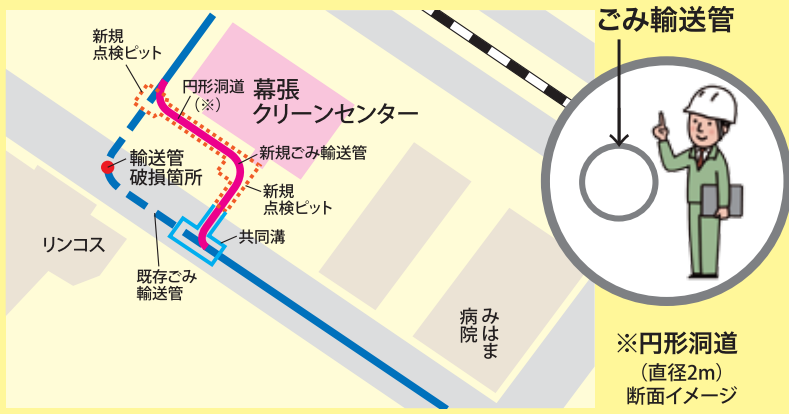 新規
点検ピット
円形洞道
（※）
幕張
クリーンセンター
新規ごみ輸送管
新規
点検ピット
輸送管
破損箇所
共同溝
リンコス
既存ごみ
輸送管
みはま
病院
ごみ輸送管
※円形洞道
（直径2m）
断面イメージ